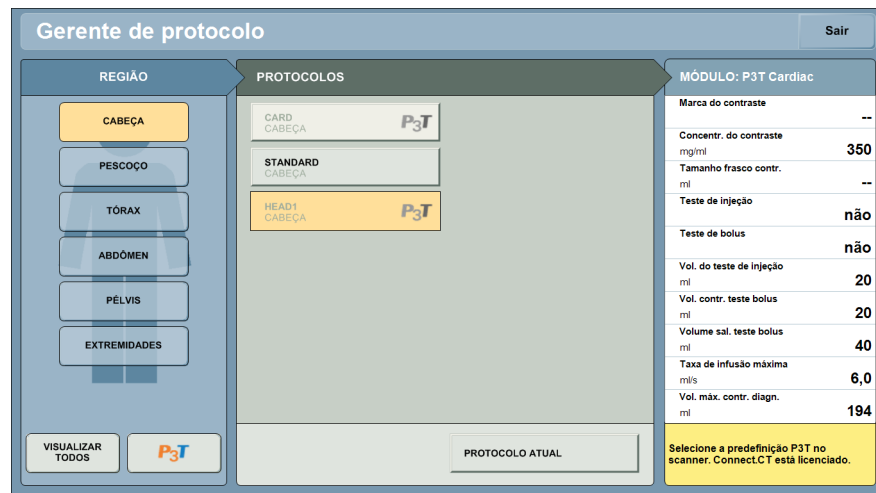 Gerente de protocolo
Sair
REGIÃO
CABEÇA
PESCOÇO
TÓRAX
ABDÔMEN
PÉLVIS
EXTREMIDADES
VISUALIZAR
TODOS
P3T
PROTOCOLOS
CARD
CABEÇA
P3T
STANDARD
CABEÇA
HEAD1
CABEÇA
P3T
PROTOCOLO ATUAL
MÓDULO: P3T Cardiac
Marca do contraste
--
Concentr. do contraste
mg/ml 350
Tamanho frasco contr.
ml --
Teste de injeção
não
Teste de bolus
não
Vol. do teste de injeção
ml 20
Vol. contr. teste bolus
ml 20
Volume sal. teste bolus
ml 40
Taxa de infusão máxima
ml/s 6,0
Vol. máx. contr. diagn.
ml 194
Selecione a predefinição P3T no
scanner. Connect.CT está licenciado.